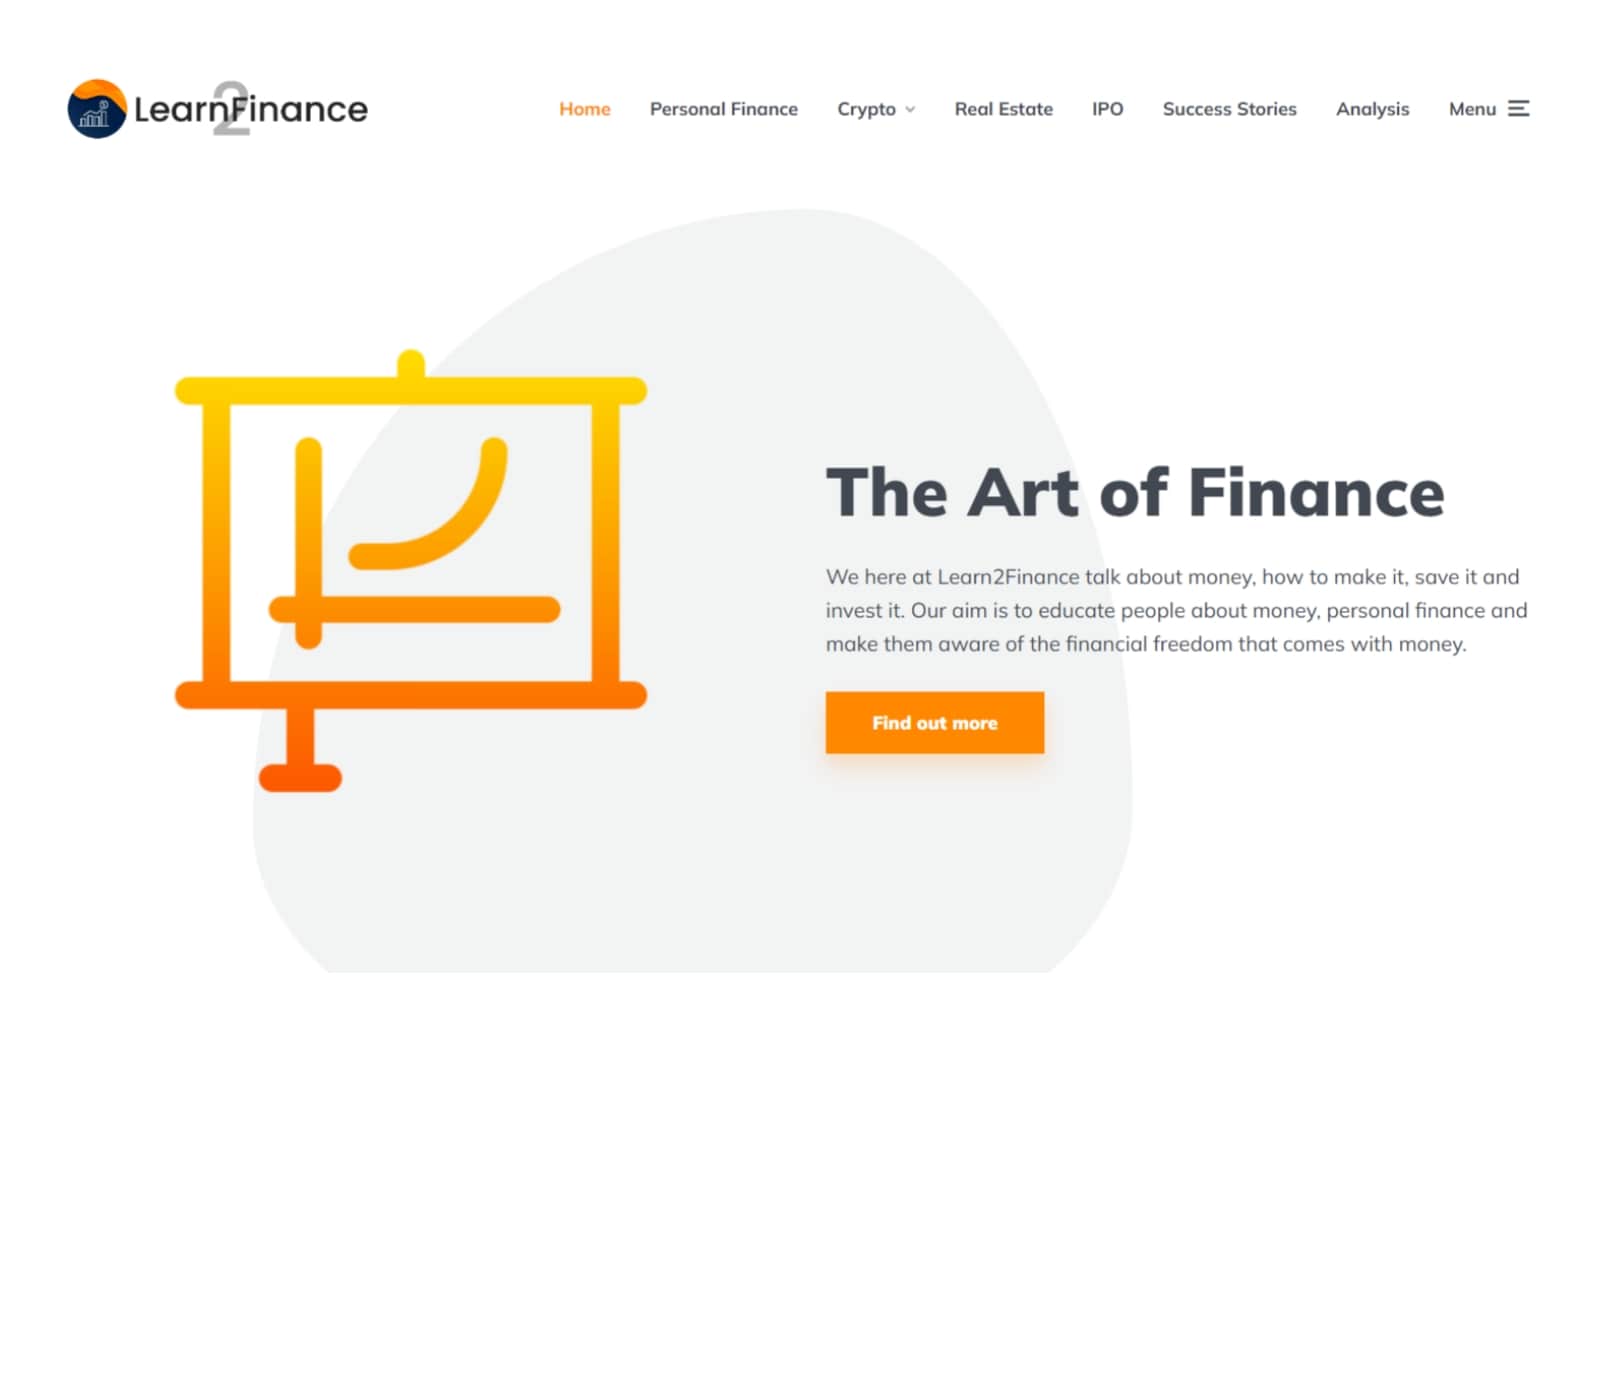 Learn2Finance
Home Personal Finance Crypto Real Estate IPO Success Stories Analysis Menu
The Art of Finance
We here at Learn2Finance talk about money, how to make it, save it and
invest it. Our aim is to educate people about money, personal finance and
make them aware of the financial freedom that comes with money.
Find out more